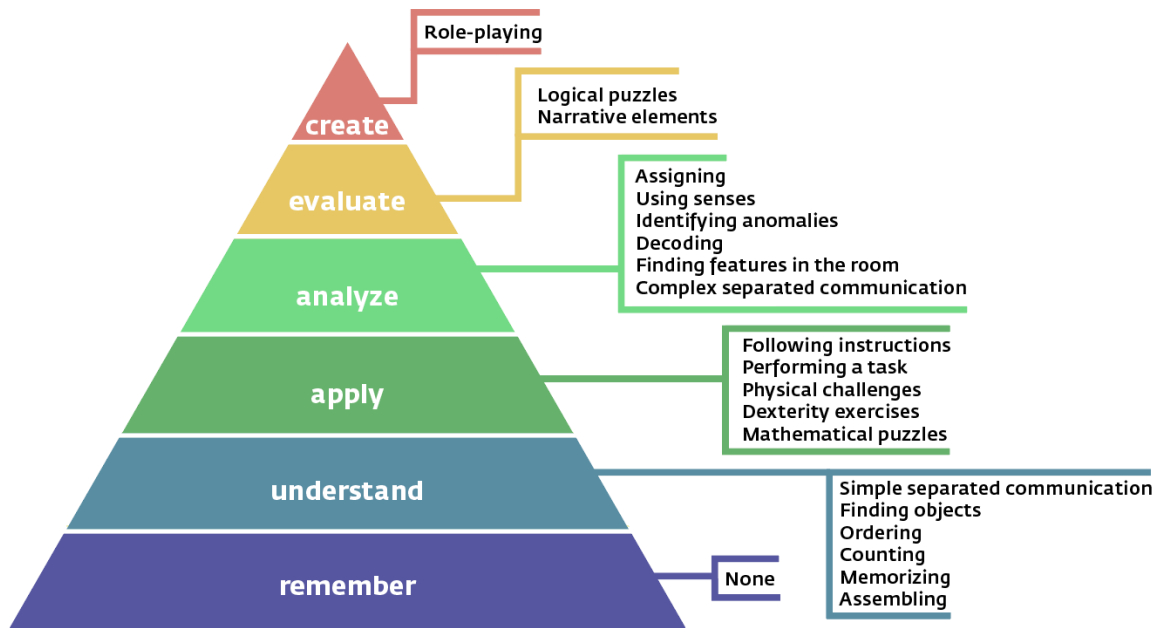 Role-playing
create
Logical puzzles
Narrative elements
evaluate
Assigning
Using senses
Identifying anomalies
Decoding
Finding features in the room
Complex separated communication
analyze
Following instructions
Performing a task
Physical challenges
Dexterity exercises
Mathematical puzzles
apply
Simple separated communication
Finding objects
Ordering
Counting
Memorizing
Assembling
understand
None
remember